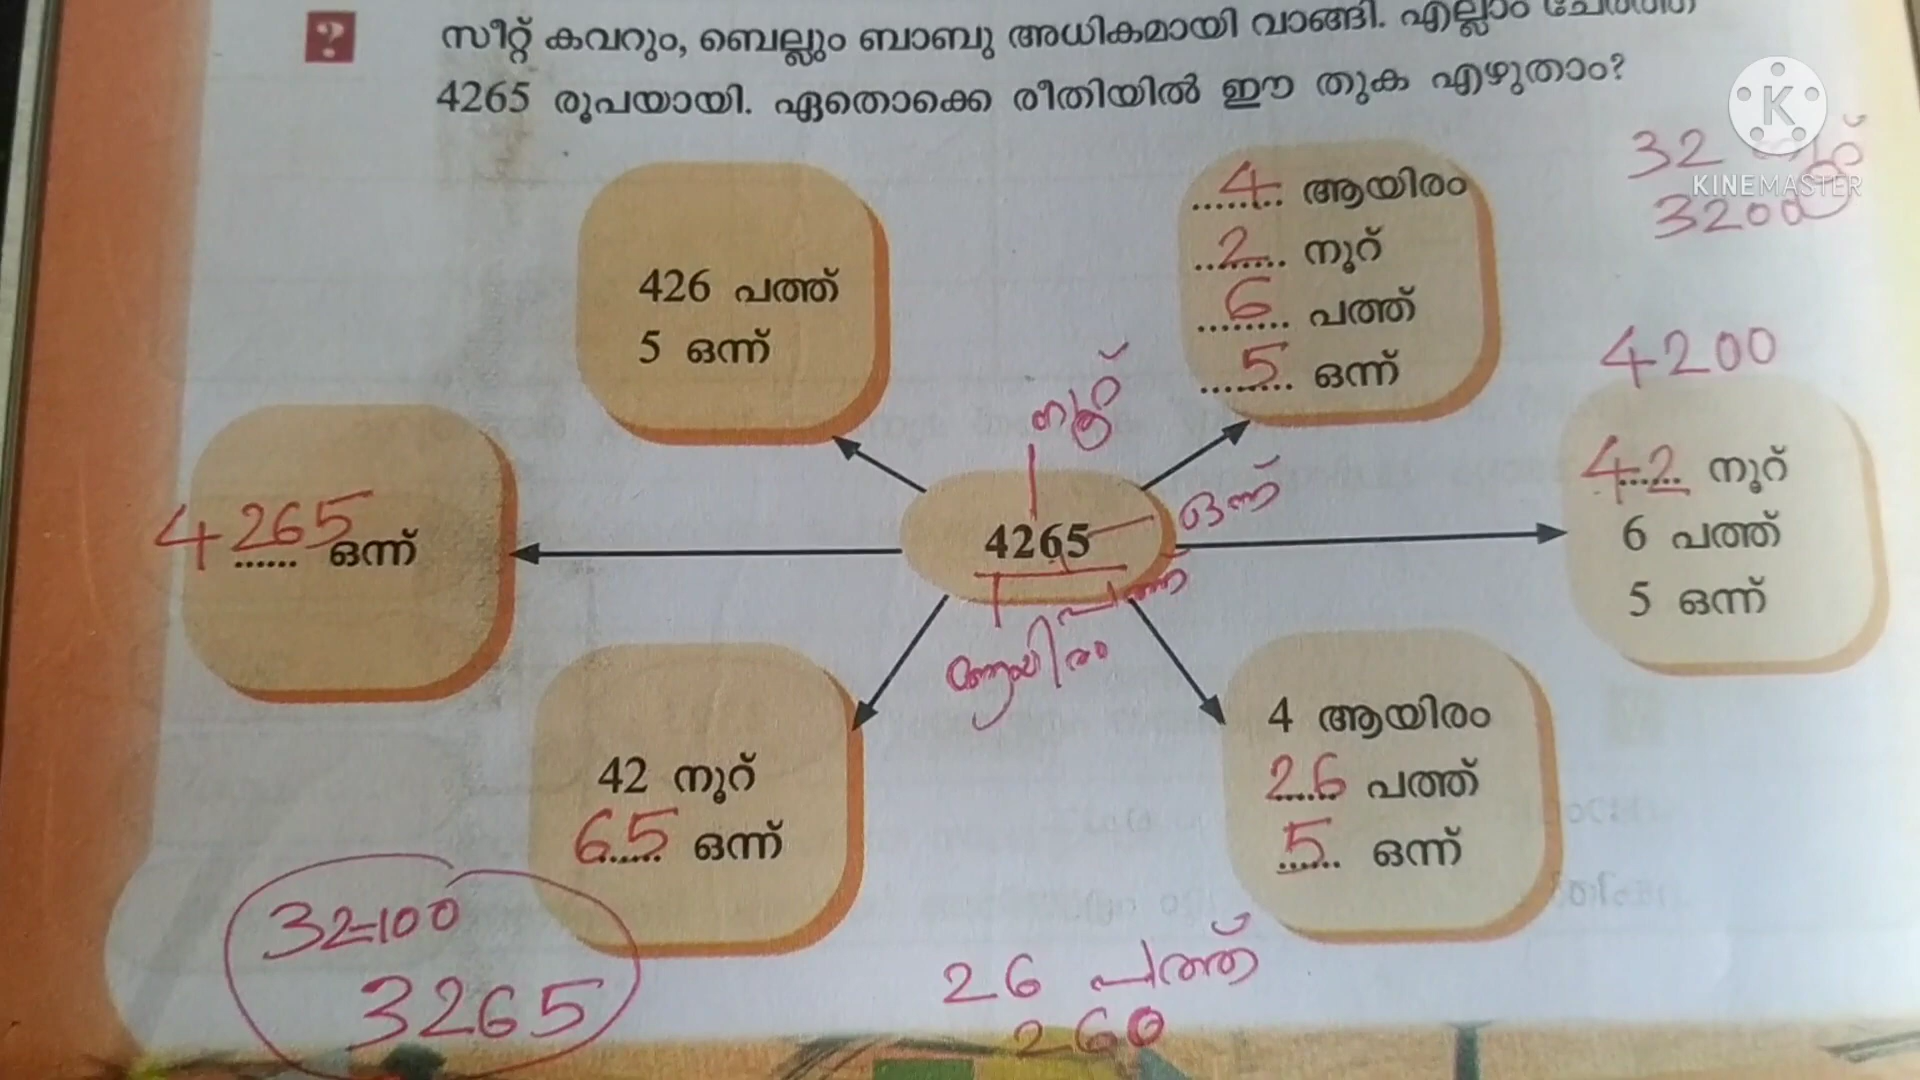 സീറ്റ് കവറും, ബെല്ലും ബാബു അധികമായി വാങ്ങി. എല്ലാം
4265 രൂപയായി. ഏതൊക്കെ രീതിയിൽ ഈ തുക എഴുതാം?
K
KINEMASTER
32
3200
426 പത്ത്
5 ഒന്ന്
4 ആയിരം
2 നൂറ്
6 പത്ത്
5 ഒന്ന്
4200
42 നൂറ്
6 പത്ത്
5 ഒന്ന്
നൂറ്
4265
ഒന്ന്
ആയിരം
4265 ഒന്ന്
42 നൂറ്
65 ഒന്ന്
4 ആയിരം
26 പത്ത്
5 ഒന്ന്
32=100
3265
26 പത്ത്
260